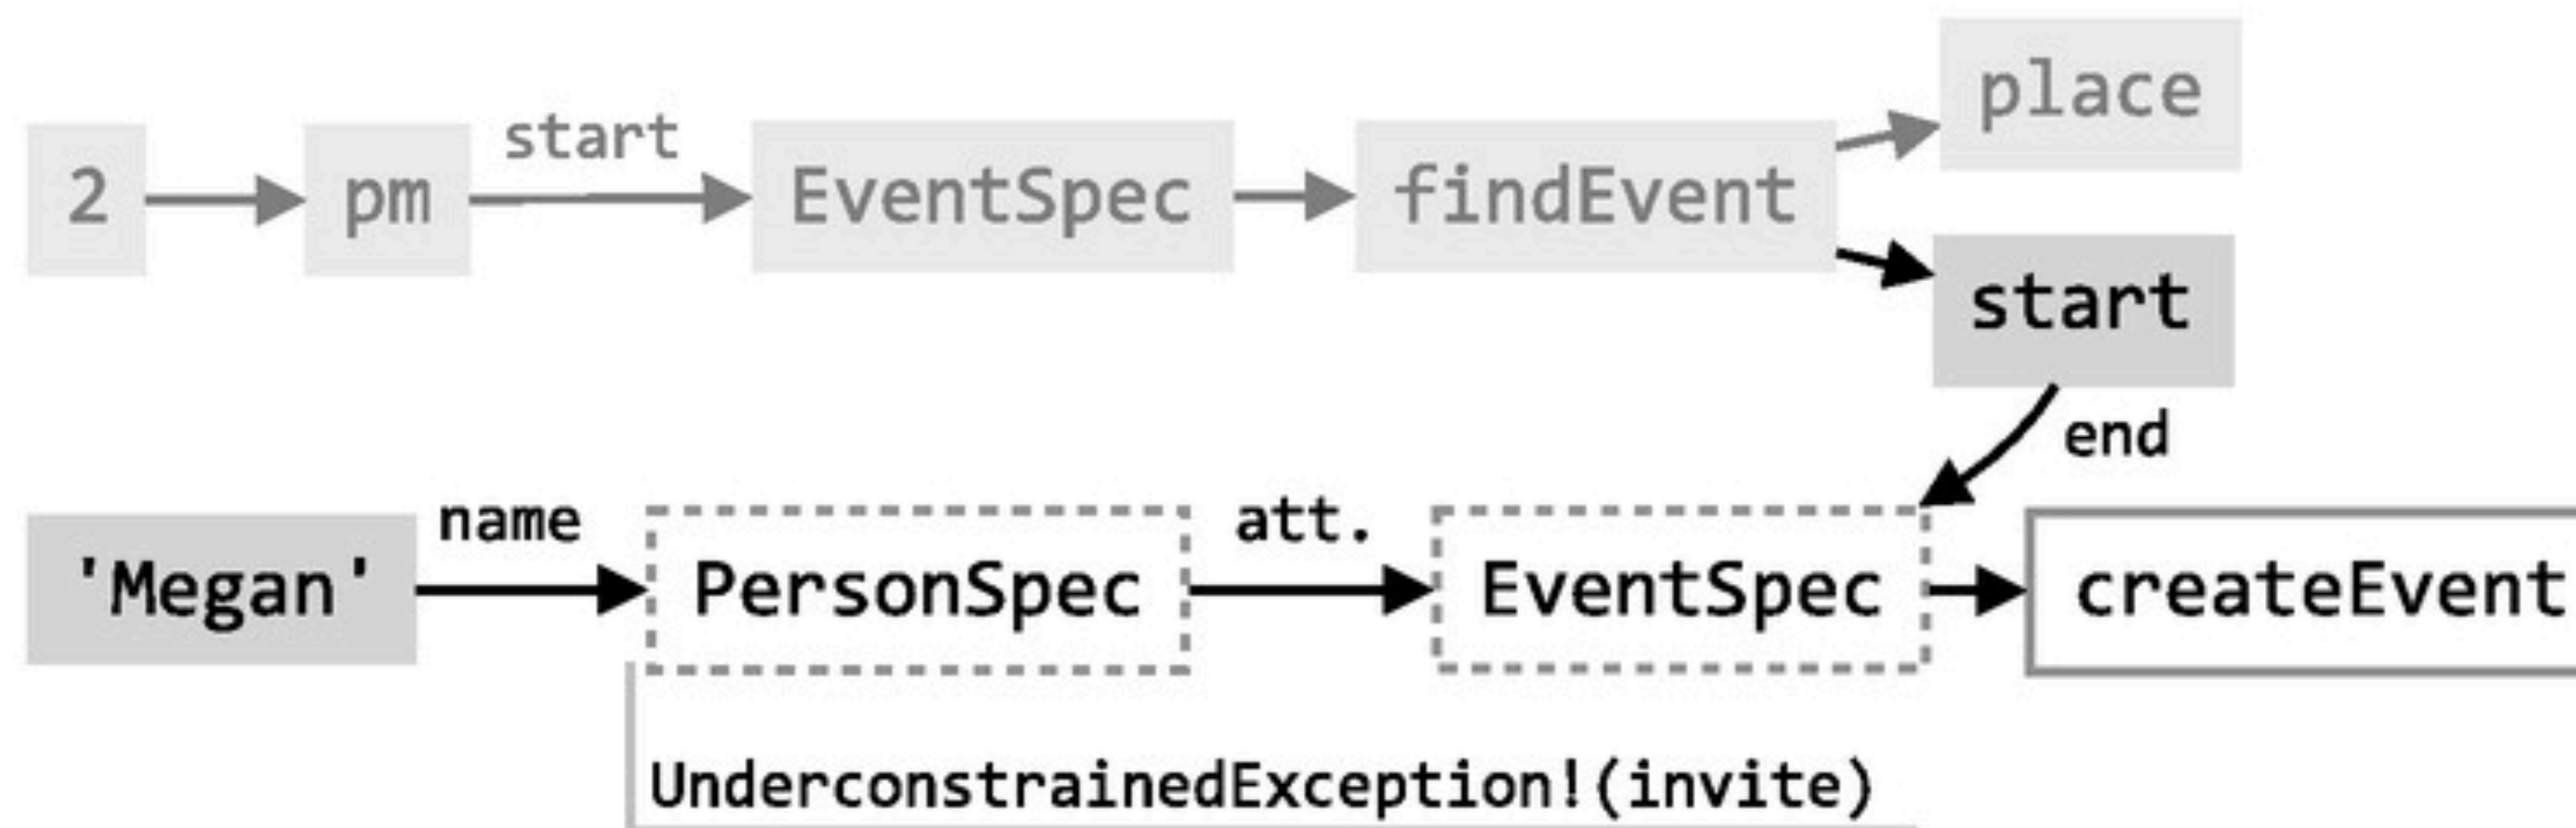 place
start
2 pm EventSpec findEvent
start
end
name att.
'Megan' PersonSpec EventSpec createEvent
UnderconstrainedException!(invite)